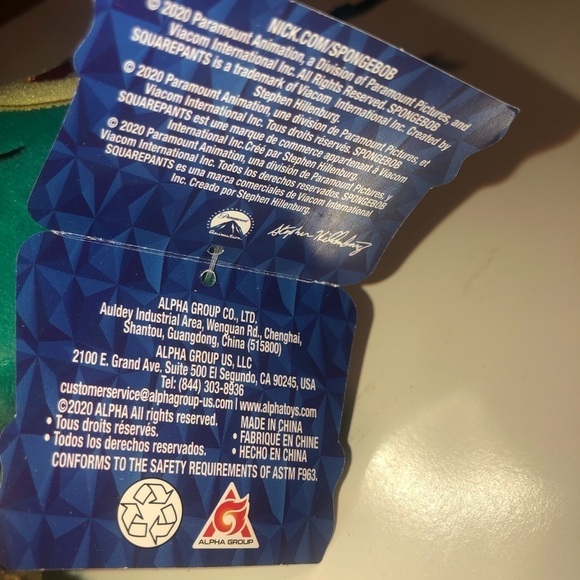 NICK.COM/SPONGEBOB
© 2020 Paramount Animation, a Division of Paramount Pictures, and
Viacom International Inc. All Rights Reserved. SPONGEBOB
SQUAREPANTS is a trademark of Viacom International Inc. Created by
Stephen Hillenburg.
© 2020 Paramount Animation, une division de Paramount Pictures, et
Viacom International Inc. Tous droits réservés. SPONGEBOB
SQUAREPANTS est une marque de commerce appartenant à Viacom
International Inc.Créé par Stephen Hillenburg.
© 2020 Paramount Animation, una división de Paramount Pictures, y
Viacom International Inc. Todos los derechos reservados. SPONGEBOB
SQUAREPANTS es una marca comerciales de Viacom International
Inc. Creado por Stephen Hillenburg.
Paramount
Animation
Stephen Hillenburg
ALPHA GROUP CO., LTD.
Auldey Industrial Area, Wenguan Rd., Chenghai,
Shantou, Guangdong, China (515800)
ALPHA GROUP US, LLC
2100 E. Grand Ave. Suite 500 El Segundo, CA 90245, USA
Tel: (844) 303-8936
customerservice@alphagroup-us.com | www.alphatoys.com
©2020 ALPHA All rights reserved.
• Tous droits réservés.
• Todos los derechos reservados.
MADE IN CHINA
• FABRIQUÉ EN CHINE
• HECHO EN CHINA
CONFORMS TO THE SAFETY REQUIREMENTS OF ASTM F963.
ALPHA GROUP